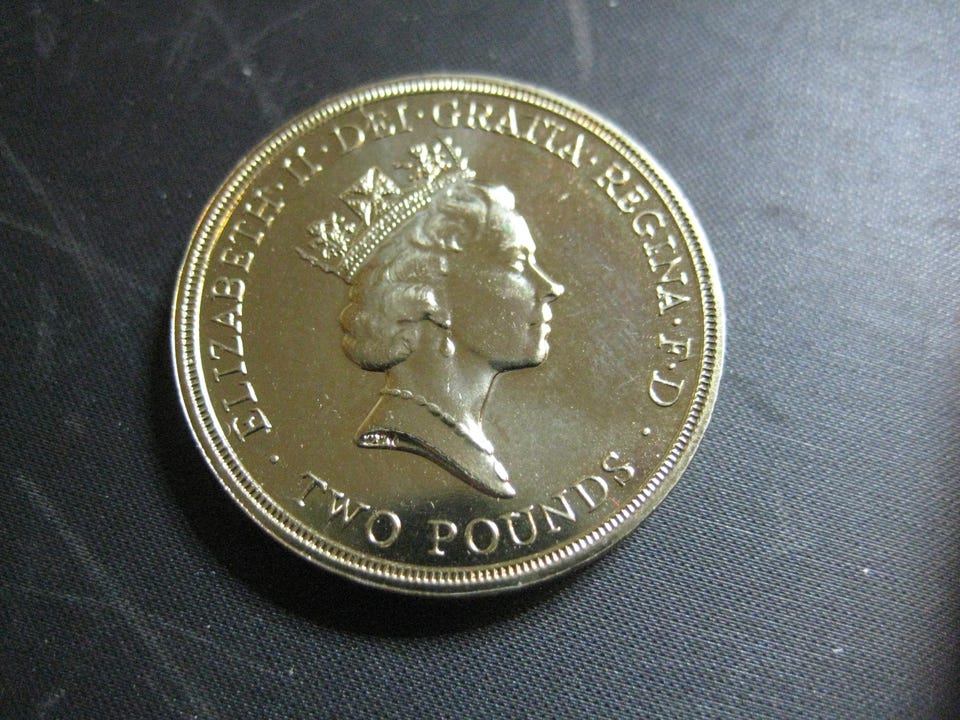 ELIZABETH·II·DEI·GRATIA·REGINA·F·D
·TWO POUNDS·